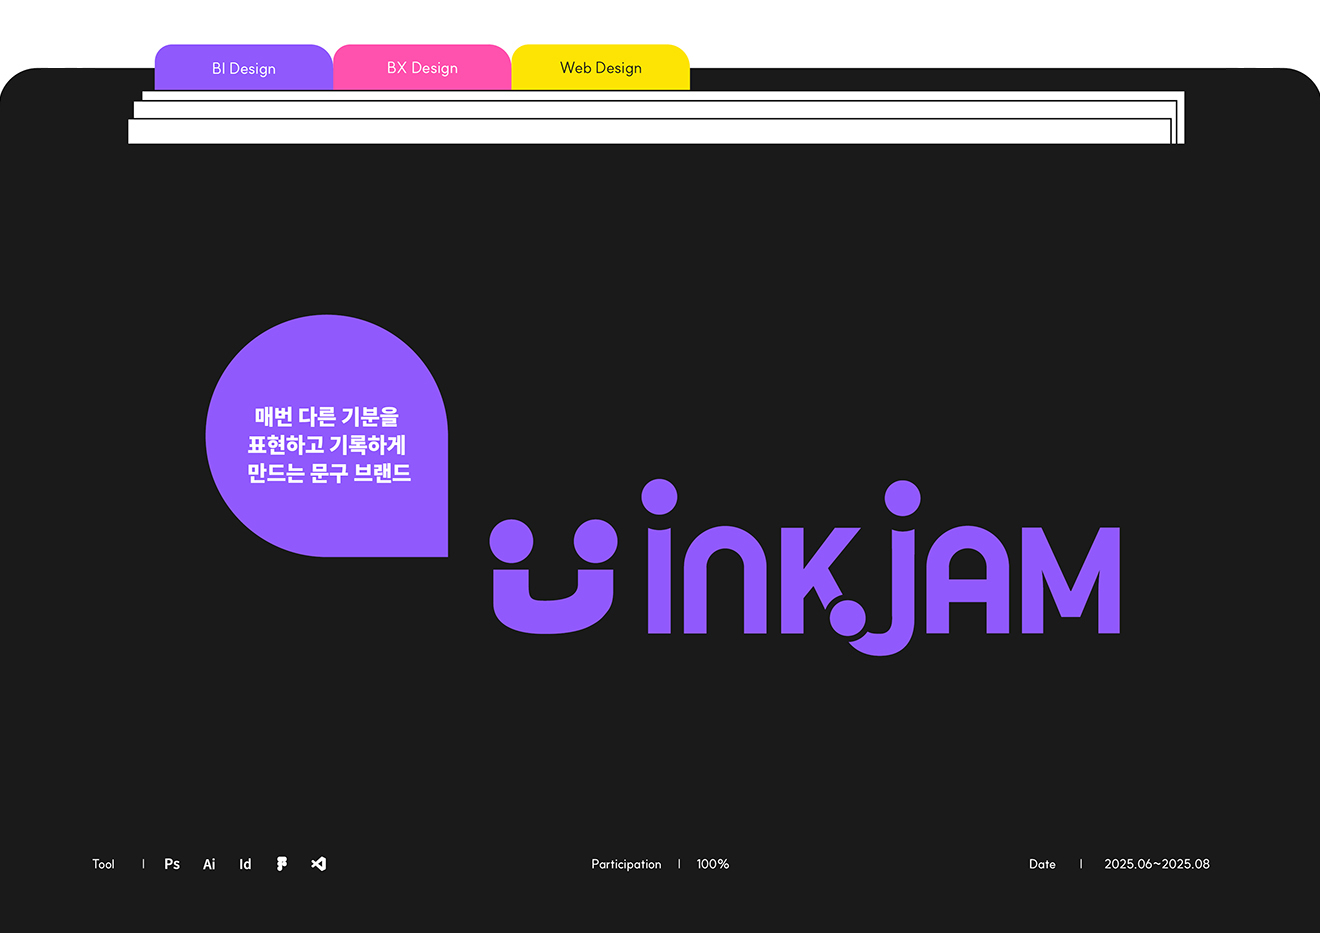 BI Design
BX Design
Web Design
매번 다른 기분을
표현하고 기록하게
만드는 문구 브랜드
INKJAM
Tool | Ps Ai Id
Participation | 100%
Date | 2025.06~2025.08